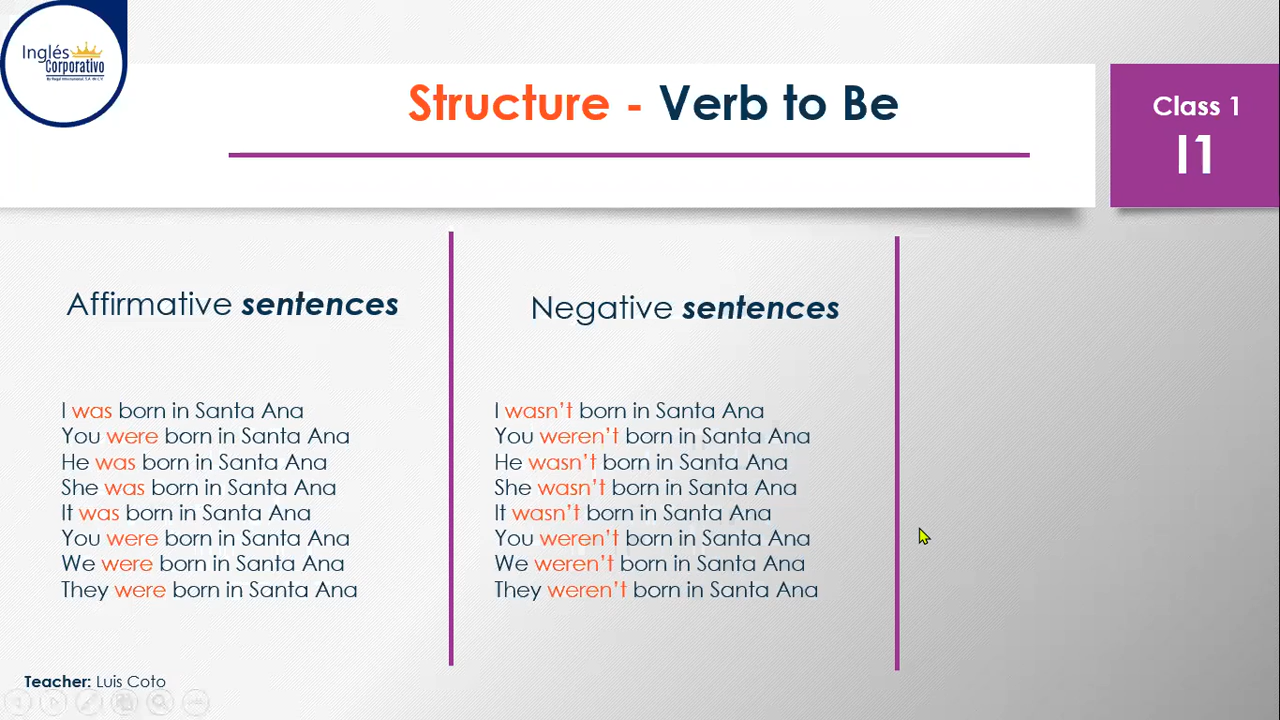 Inglés
Corporativo
Structure - Verb to Be
Class 1
I1
Affirmative sentences
I was born in Santa Ana
You were born in Santa Ana
He was born in Santa Ana
She was born in Santa Ana
It was born in Santa Ana
You were born in Santa Ana
We were born in Santa Ana
They were born in Santa Ana
Negative sentences
I wasn't born in Santa Ana
You weren't born in Santa Ana
He wasn't born in Santa Ana
She wasn't born in Santa Ana
It wasn't born in Santa Ana
You weren't born in Santa Ana
We weren't born in Santa Ana
They weren't born in Santa Ana
Teacher: Luis Coto